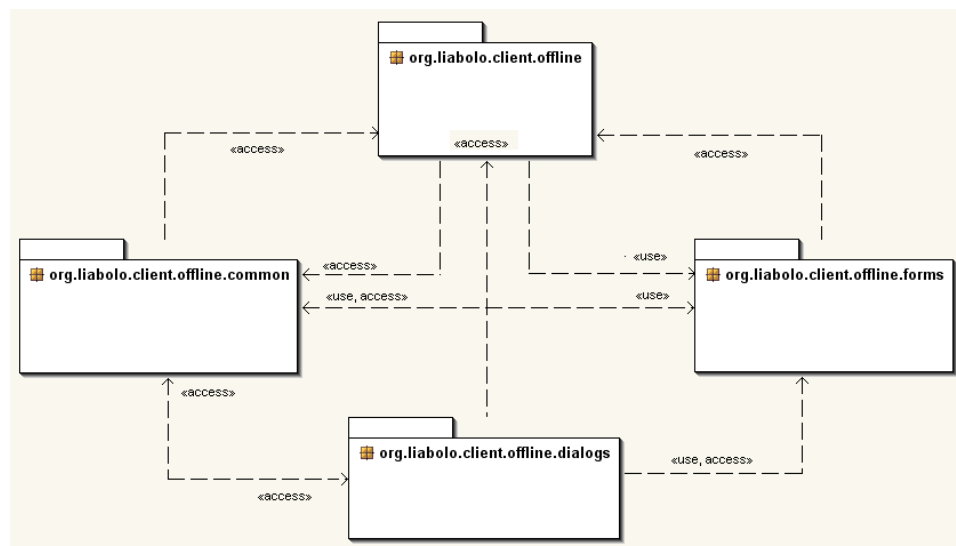 org.liabolo.client.offline
«access»
«access»
«access»
«access»
«use»
org.liabolo.client.offline.common
org.liabolo.client.offline.forms
«use, access»
«use»
«access»
org.liabolo.client.offline.dialogs
«use, access»
«access»